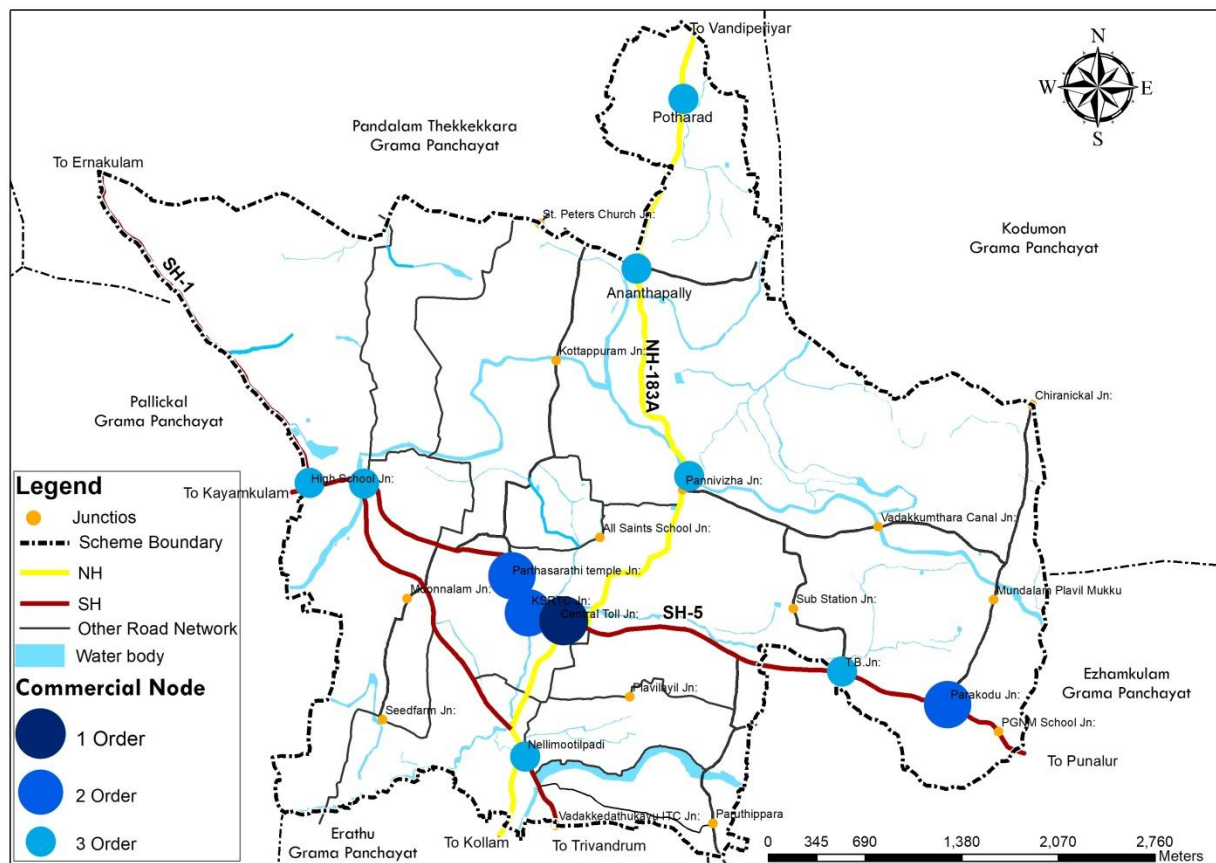 To Vandiperiyar
N
W
E
S
Potharad
Pandalam Thekkekkara
Grama Panchayat
To Ernakulam
St. Peters Church Jn:
Kodumon
Grama Panchayat
SH-1
Ananthapally
Kottappuram Jn:
NH-183A
Chiranickal Jn:
Pallickal
Grama Panchayat
High School Jn:
Pannivizha Jn:
To Kayamkulam
Vadakkumthara Canal Jn:
All Saints School Jn:
Parthasarathi temple Jn:
Moonnalam Jn:
KSRTC Jn:
Central Toll Jn:
SH-5
Sub Station Jn:
Mundalam Plavil Mukku
T.B.Jn:
Plavilayil Jn:
Parakodu Jn:
Ezhamkulam
Grama Panchayat
Seedfarm Jn:
PGNM School Jn:
Nellimootilpadi
To Punalur
Vadakkedathukavu ITC Jn:
Paruthippara
Erathu
Grama Panchayat
To Kollam
To Trivandrum
Legend
Junctios
Scheme Boundary
NH
SH
Other Road Network
Water body
Commercial Node
1 Order
2 Order
3 Order
0 345 690 1,380 2,070 2,760
Meters